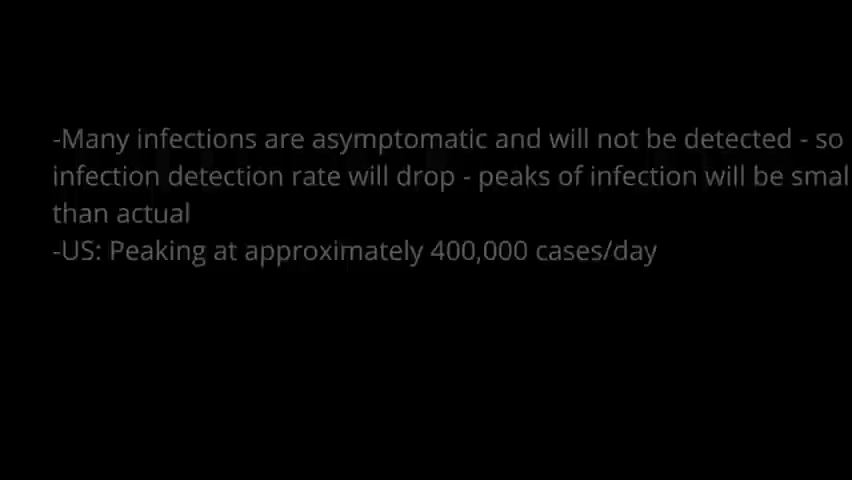 -Many infections are asymptomatic and will not be detected - so
infection detection rate will drop - peaks of infection will be smal
than actual
-US: Peaking at approximately 400,000 cases/day